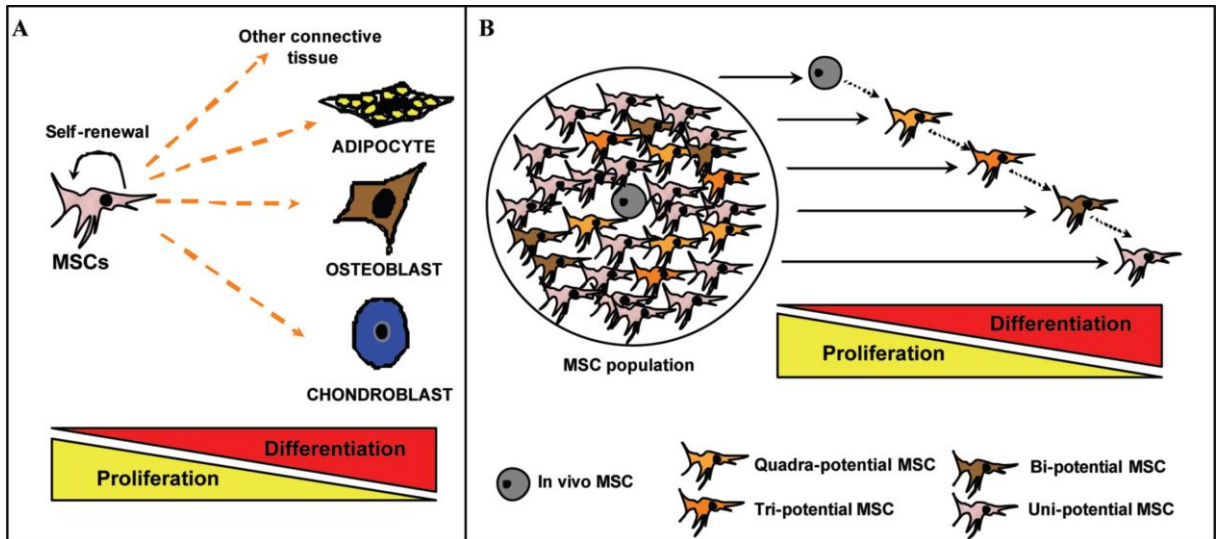 A
Other connective
tissue
Self-renewal
MSCs
ADIPOCYTE
OSTEOBLAST
CHONDROBLAST
Differentiation
Proliferation
B
MSC population
Differentiation
Proliferation
In vivo MSC
Quadra-potential MSC
Tri-potential MSC
Bi-potential MSC
Uni-potential MSC